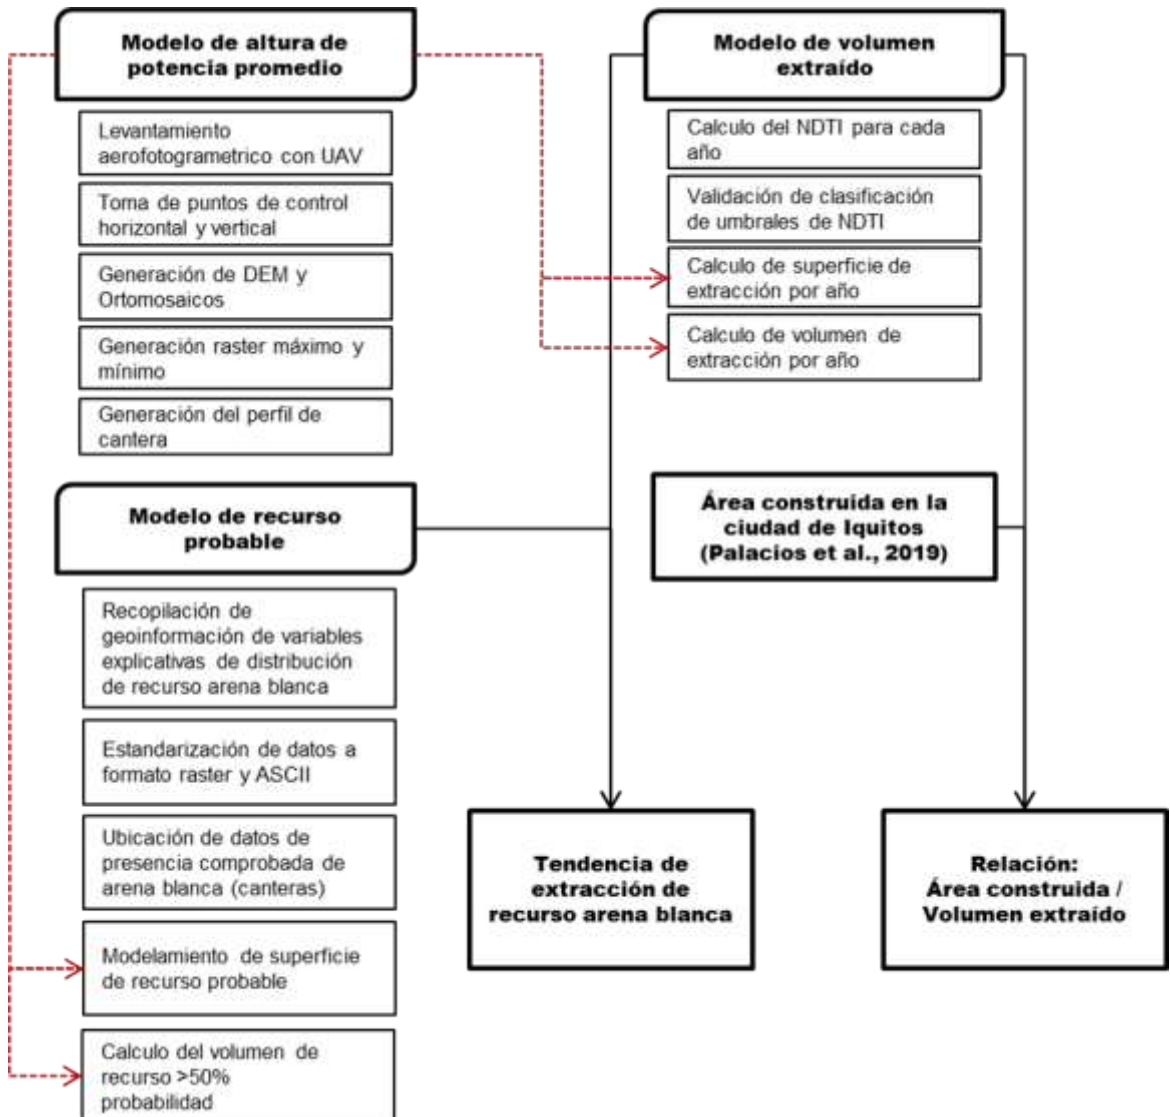 Modelo de altura de
potencia promedio
Levantamiento
aerofotogrametrico con UAV
Toma de puntos de control
horizontal y vertical
Generación de DEM y
Ortomosaicos
Generación raster máximo y
mínimo
Generación del perfil de
cantera
Modelo de recurso
probable
Recopilación de
geoinformación de variables
explicativas de distribución
de recurso arena blanca
Estandarización de datos a
formato raster y ASCII
Ubicación de datos de
presencia comprobada de
arena blanca (canteras)
Modelamiento de superficie
de recurso probable
Calculo del volumen de
recurso >50%
probabilidad
Modelo de volumen
extraído
Calculo del NDTI para cada
año
Validación de clasificación
de umbrales de NDTI
Calculo de superficie de
extracción por año
Calculo de volumen de
extracción por año
Área construida en la
ciudad de Iquitos
(Palacios et al., 2019)
Tendencia de
extracción de
recurso arena blanca
Relación:
Área construida /
Volumen extraído